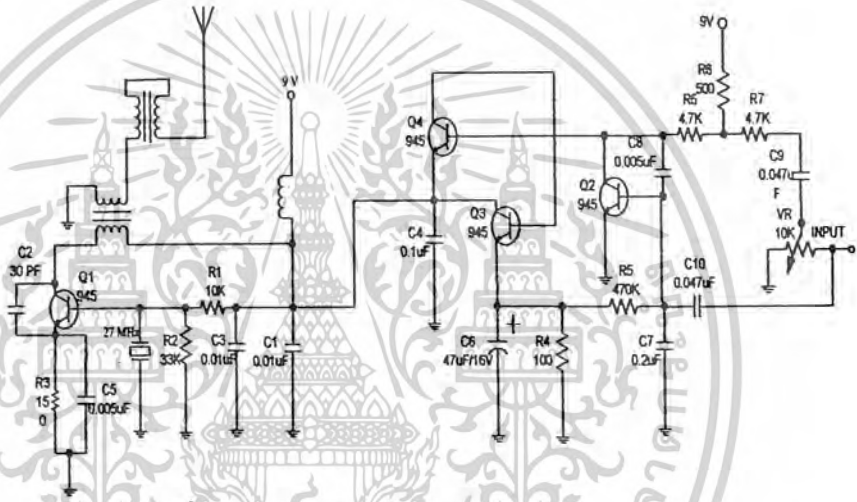 9V
9 V
R6
500
R5
4.7K
R7
4.7K
Q4
945
C8
0.005uF
C9
0.047u
F
Q2
945
VR
10K
INPUT
Q3
945
C4
0.1uF
C2
30 PF
Q1
945
R1
10K
R5
470K
C10
0.047uF
27 MHz
R2
33K
C3
0.01uF
C1
0.01uF
C6
47uF/16V
R4
100
C7
0.2uF
R3
15
0
C5
0.005uF